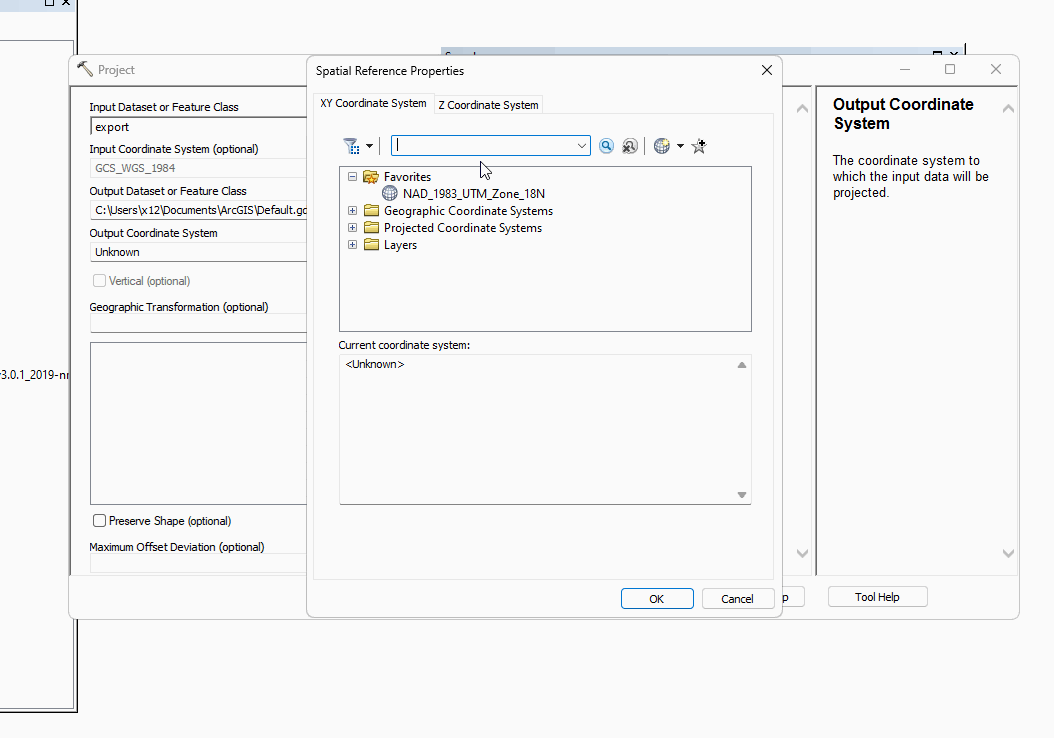 Project
Input Dataset or Feature Class
export
Input Coordinate System (optional)
GCS_WGS_1984
Output Dataset or Feature Class
C:\Users\x12\Documents\ArcGIS\Default.gd
Output Coordinate System
Unknown
Vertical (optional)
Geographic Transformation (optional)
v3.0.1_2019-nr
Preserve Shape (optional)
Maximum Offset Deviation (optional)
Spatial Reference Properties
XY Coordinate System
Z Coordinate System
Favorites
NAD_1983_UTM_Zone_18N
Geographic Coordinate Systems
Projected Coordinate Systems
Layers
Current coordinate system:
<Unknown>
OK
Cancel
p
Output Coordinate
System
The coordinate system to
which the input data will be
projected.
Tool Help